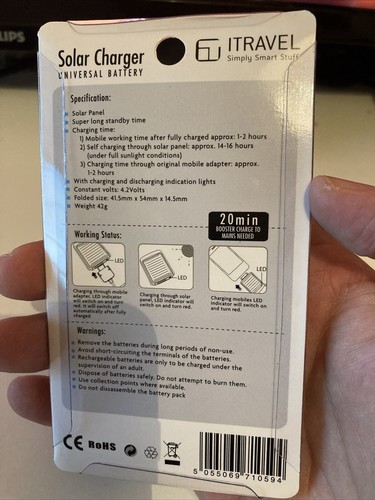 PHILIPS
Solar Charger
UNIVERSAL BATTERY
ITRAVEL
Simply Smart Stuff
Specification:
Solar Panel
Super long standby time
Charging time:
1) Mobile working time after fully charged approx: 1-2 hours
2) Self charging through solar panel: approx. 14-16 hours
(under full sunlight conditions)
3) Charging time through original mobile adapter: approx.
1-2 hours
With charging and discharging indication lights
Constant volts: 4.2Volts
Folded size: 41.5mm x 54mm x 14.5mm
Weight 42g
20min
BOOSTER CHARGE TO
MAINS NEEDED
Working Status:
LED
LED
LED
Charging through mobile
adapter, LED indicator
will switch on and turn
red. It will switch off
automatically after fully
charged
Charging through solar
panel, LED indicator will
switch on and turn red.
Charging mobiles LED
indicator will switch on
and turn red.
Warnings:
Remove the batteries during long periods of non-use.
Avoid short-circuiting the terminals of the batteries.
Rechargeable batteries are only to be charged under the
supervision of an adult.
Dispose of batteries safely. Do not attempt to burn them.
Use collection points where available.
Do not disassemble the battery pack
CE RoHS
5 055069 710594